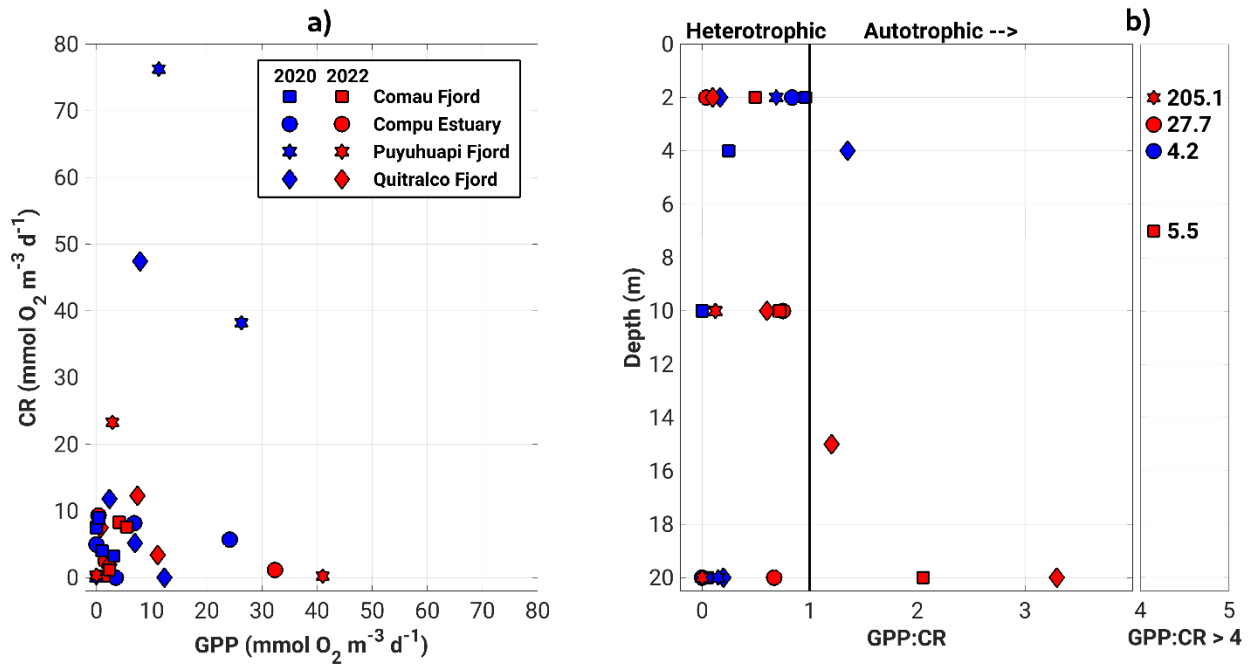 a)
80
70
60
50
40
30
20
10
0
CR (mmol O2 m-3 d-1)
0 10 20 30 40 50 60 70 80
GPP (mmol O2 m-3 d-1)
2020 2022
Comau Fjord
Compu Estuary
Puyuhuapi Fjord
Quitralco Fjord
b)
Heterotrophic Autotrophic -->
0
2
4
6
8
10
12
14
16
18
20
Depth (m)
0 1 2 3 4 5
GPP:CR GPP:CR > 4
205.1
27.7
4.2
5.5